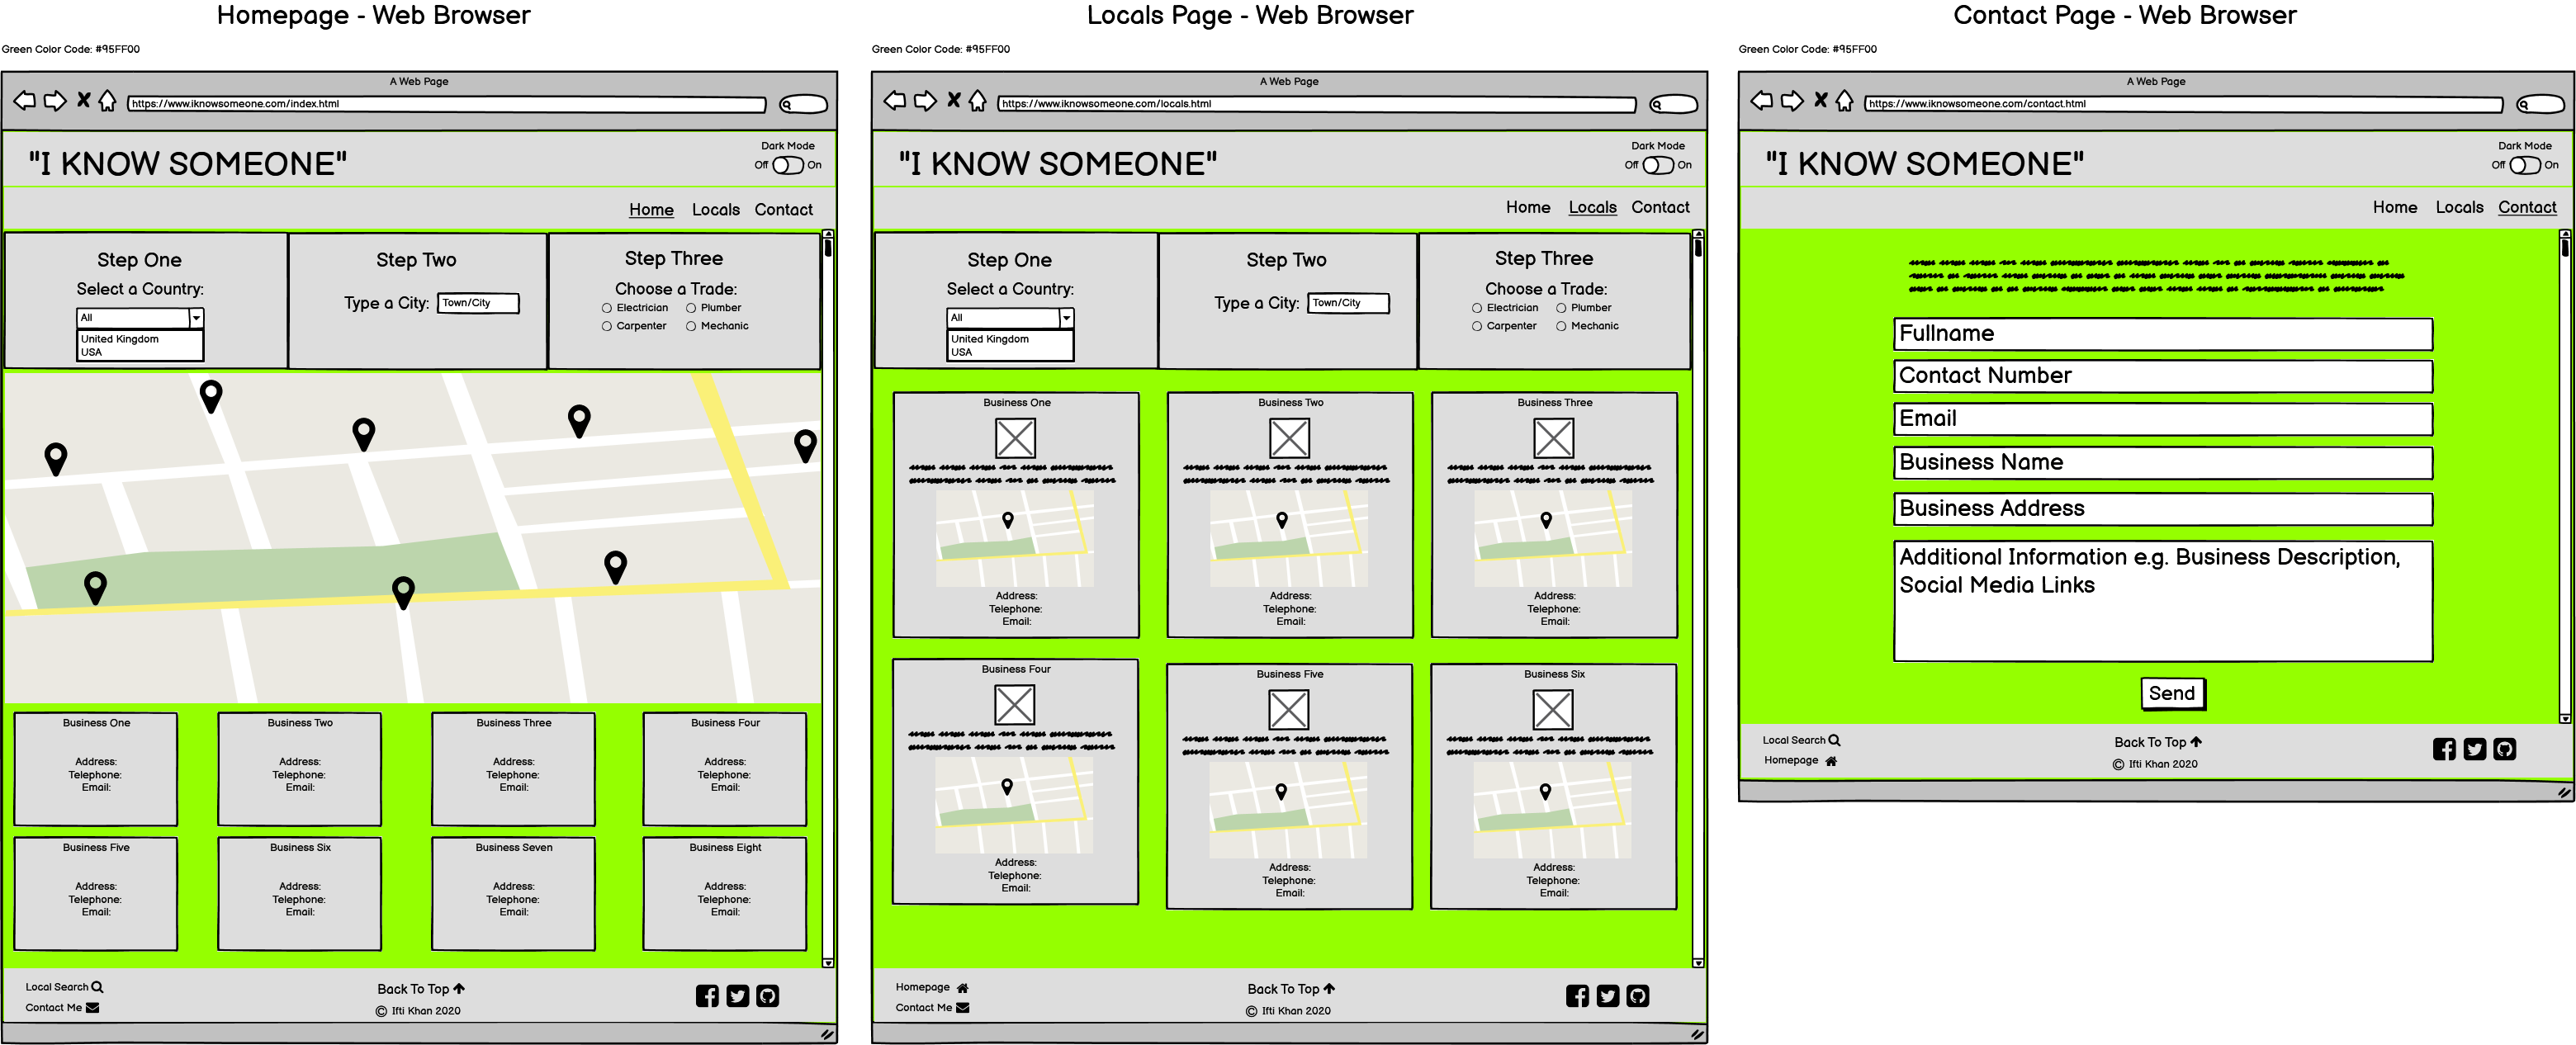 Homepage - Web Browser
Green Color Code: #95FF00
A Web Page
https://www.iknowsomeone.com/index.html
"I KNOW SOMEONE"
Dark Mode
Off On
Home Locals Contact
Step One
Select a Country:
All
United Kingdom
USA
Step Two
Type a City: Town/City
Step Three
Choose a Trade:
Electrician Plumber
Carpenter Mechanic
Business One
Address:
Telephone:
Email:
Business Two
Address:
Telephone:
Email:
Business Three
Address:
Telephone:
Email:
Business Four
Address:
Telephone:
Email:
Business Five
Address:
Telephone:
Email:
Business Six
Address:
Telephone:
Email:
Business Seven
Address:
Telephone:
Email:
Business Eight
Address:
Telephone:
Email:
Local Search
Contact Me
Back To Top
© Ifti Khan 2020
Locals Page - Web Browser
Green Color Code: #95FF00
A Web Page
https://www.iknowsomeone.com/locals.html
"I KNOW SOMEONE"
Dark Mode
Off On
Home Locals Contact
Step One
Select a Country:
All
United Kingdom
USA
Step Two
Type a City: Town/City
Step Three
Choose a Trade:
Electrician Plumber
Carpenter Mechanic
Business One
Address:
Telephone:
Email:
Business Two
Address:
Telephone:
Email:
Business Three
Address:
Telephone:
Email:
Business Four
Address:
Telephone:
Email:
Business Five
Address:
Telephone:
Email:
Business Six
Address:
Telephone:
Email:
Homepage
Contact Me
Back To Top
© Ifti Khan 2020
Contact Page - Web Browser
Green Color Code: #95FF00
A Web Page
https://www.iknowsomeone.com/contact.html
"I KNOW SOMEONE"
Dark Mode
Off On
Home Locals Contact
Fullname
Contact Number
Email
Business Name
Business Address
Additional Information e.g. Business Description,
Social Media Links
Send
Local Search
Homepage
Back To Top
© Ifti Khan 2020